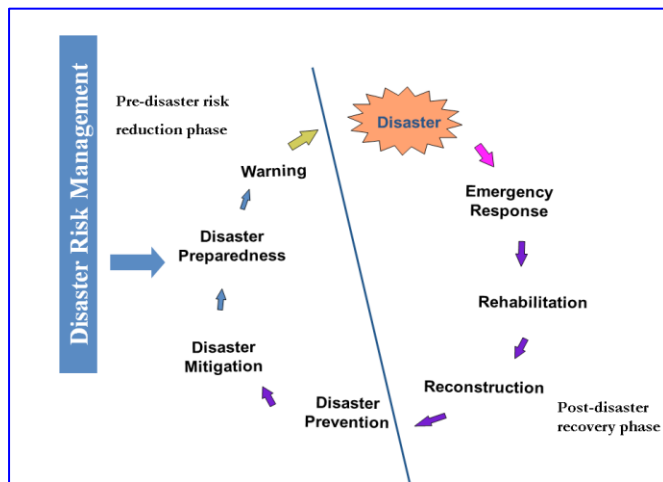 Disaster Risk Management
Pre-disaster risk
reduction phase
Warning
Disaster
Preparedness
Disaster
Mitigation
Disaster
Prevention
Disaster
Emergency
Response
Rehabilitation
Reconstruction
Post-disaster
recovery phase